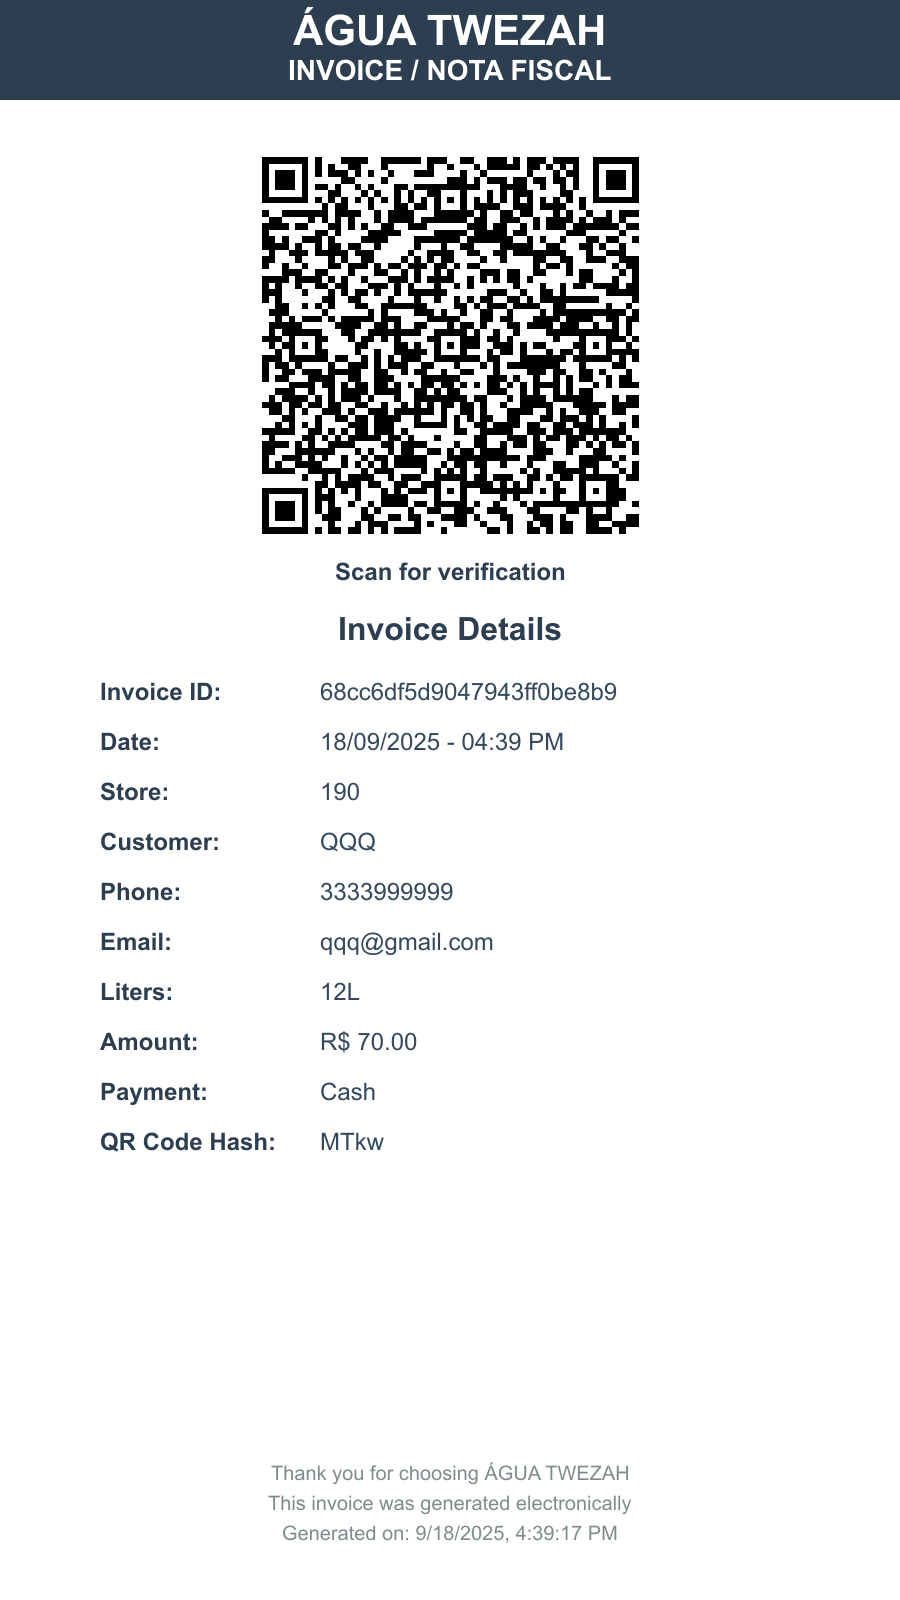 ÁGUA TWEZAH
INVOICE / NOTA FISCAL
Scan for verification
Invoice Details
Invoice ID: 68cc6df5d9047943ff0be8b9
Date: 18/09/2025 - 04:39 PM
Store: 190
Customer: QQQ
Phone: 3333999999
Email: qqq@gmail.com
Liters: 12L
Amount: R$ 70.00
Payment: Cash
QR Code Hash: MTkw
Thank you for choosing ÁGUA TWEZAH
This invoice was generated electronically
Generated on: 9/18/2025, 4:39:17 PM